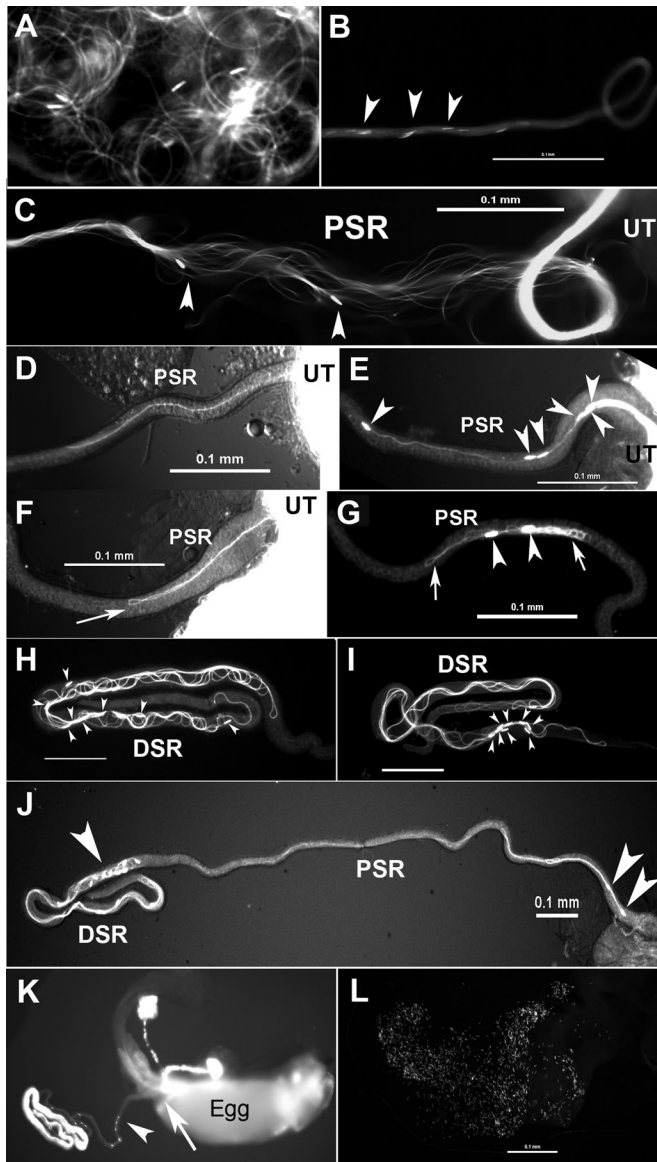 A
B
0.1 mm
C
PSR
0.1 mm
UT
D
PSR
UT
0.1 mm
E
PSR
UT
0.1 mm
F
UT
0.1 mm
PSR
G
PSR
0.1 mm
H
DSR
I
DSR
J
PSR
DSR
0.1 mm
K
Egg
L
0.1 mm